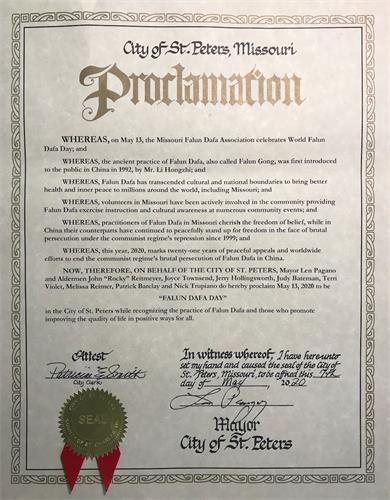 City of St. Peters, Missouri
Proclamation
WHEREAS, on May 13, the Missouri Falun Dafa Association celebrates World Falun
Dafa Day; and
WHEREAS, the ancient practice of Falun Dafa, also called Falun Gong, was first introduced
to the public in China in 1992, by Mr. Li Hongzhi; and
WHEREAS, Falun Dafa has transcended cultural and national boundaries to bring better
health and inner peace to millions around the world, including Missouri; and
WHEREAS, volunteers in Missouri have been actively involved in the community providing
Falun Dafa exercise instruction and cultural awareness at numerous community events; and
WHEREAS, practitioners of Falun Dafa in Missouri cherish the freedom of belief, while in
China their counterparts have continued to peacefully stand up for freedom in the face of brutal
persecution under the communist regime's repression since 1999; and
WHEREAS, this year, 2020, marks twenty-one years of peaceful appeals and worldwide
efforts to end the communist regime's brutal persecution of Falun Dafa in China.
NOW, THEREFORE, ON BEHALF OF THE CITY OF ST. PETERS, Mayor Len Pagano
and Aldermen John "Rocky" Reitmeyer, Joyce Townsend, Jerry Hollingsworth, Judy Bateman, Terri
Violet, Melissa Reimer, Patrick Barclay and Nick Trupiano do hereby proclaim May 13, 2020 to be
"FALUN DAFA DAY"
in the City of St. Peters while recognizing the practice of Falun Dafa and those who promote
improving the quality of life in positive ways for all.
Attest
Patricia E. Smith
City Clerk
In witness whereof, I have hereunto
set my hand and caused the seal of the City of
St. Peters, Missouri, to be affixed this
day of May 2020
Len Pagano
Mayor
City of St. Peters
SEAL